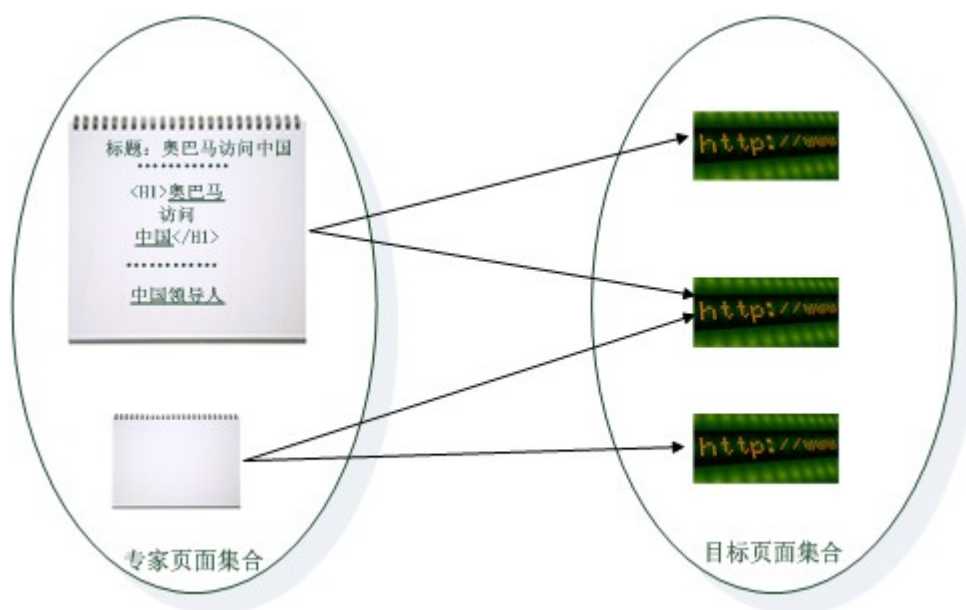 标题：奥巴马访问中国
************
<H1>奥巴马
访问
中国</H1>
************
中国领导人
专家页面集合
http://www
http://www
http://www
目标页面集合